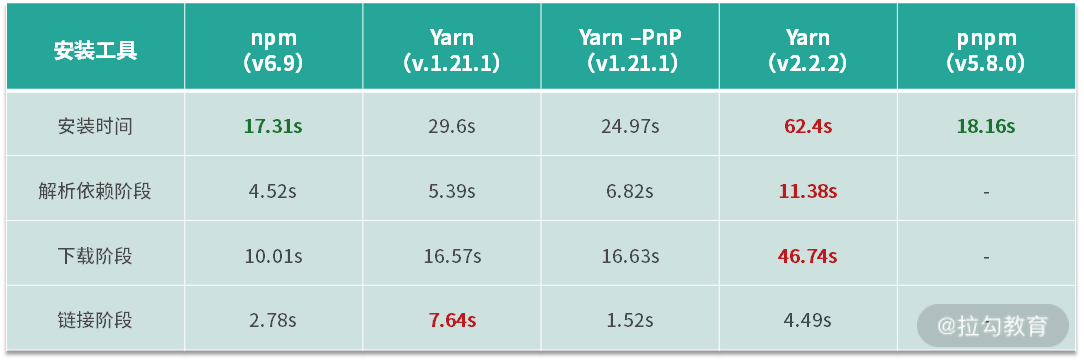 安装工具 npm Yarn Yarn –PnP Yarn pnpm
（v6.9） （v.1.21.1） （v1.21.1） （v2.2.2） （v5.8.0）
安装时间 17.31s 29.6s 24.97s 62.4s 18.16s
解析依赖阶段 4.52s 5.39s 6.82s 11.38s -
下载阶段 10.01s 16.57s 16.63s 46.74s -
链接阶段 2.78s 7.64s 1.52s 4.49s -
@拉勾教育